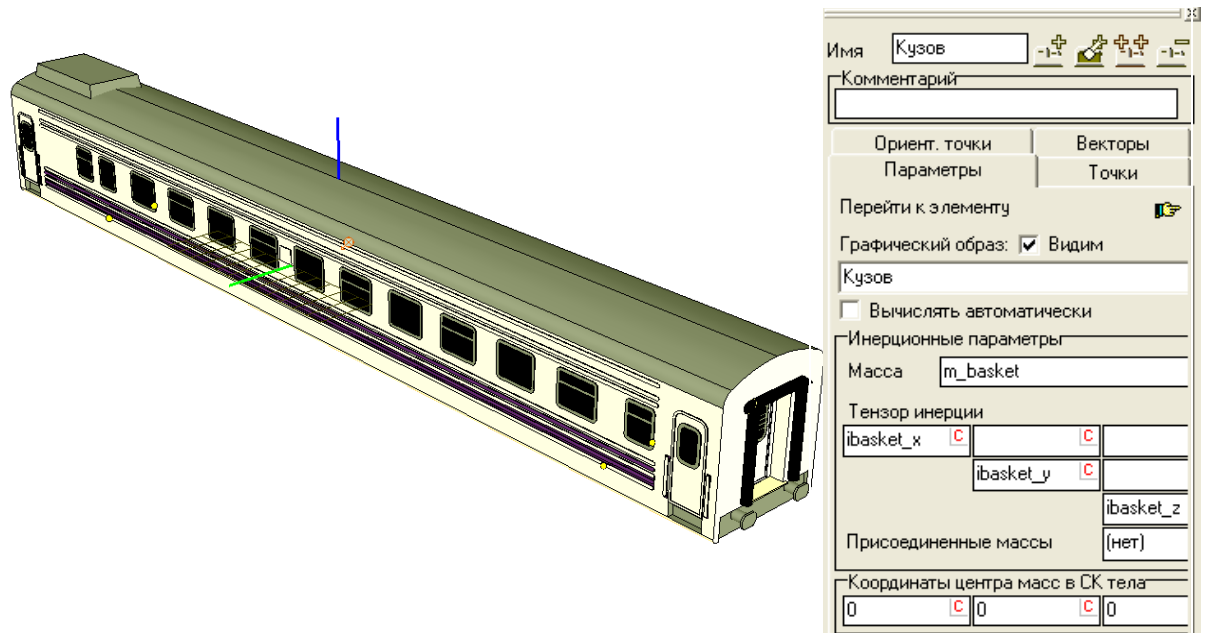 Имя Кузов
Комментарий
Ориент. точки Векторы
Параметры Точки
Перейти к элементу
Графический образ: Видим
Кузов
Вычислять автоматически
Инерционные параметры
Масса m_basket
Тензор инерции
ibasket_x C C
ibasket_y C
ibasket_z
Присоединенные массы (нет)
Координаты центра масс в СК тела
0 C 0 C 0